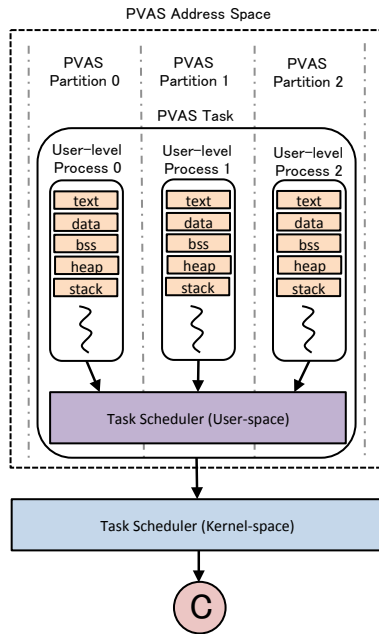 PVAS Address Space
PVAS
Partition 0
PVAS
Partition 1
PVAS
Partition 2
PVAS Task
User-level
Process 0
User-level
Process 1
User-level
Process 2
text
data
bss
heap
stack
text
data
bss
heap
stack
text
data
bss
heap
stack
Task Scheduler (User-space)
Task Scheduler (Kernel-space)
C